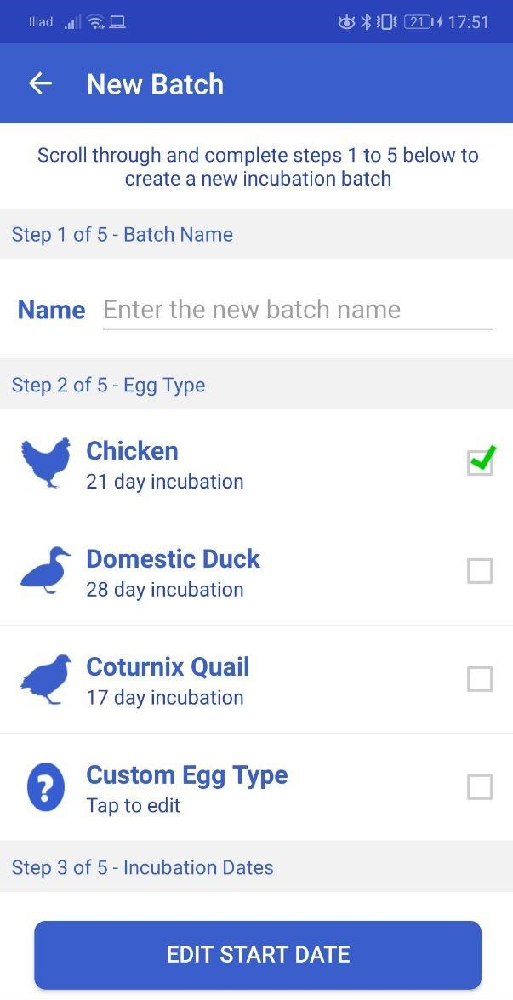 Iliad 21 17:51
New Batch
Scroll through and complete steps 1 to 5 below to
create a new incubation batch
Step 1 of 5 - Batch Name
Name Enter the new batch name
Step 2 of 5 - Egg Type
Chicken
21 day incubation
Domestic Duck
28 day incubation
Coturnix Quail
17 day incubation
?
Custom Egg Type
Tap to edit
Step 3 of 5 - Incubation Dates
EDIT START DATE